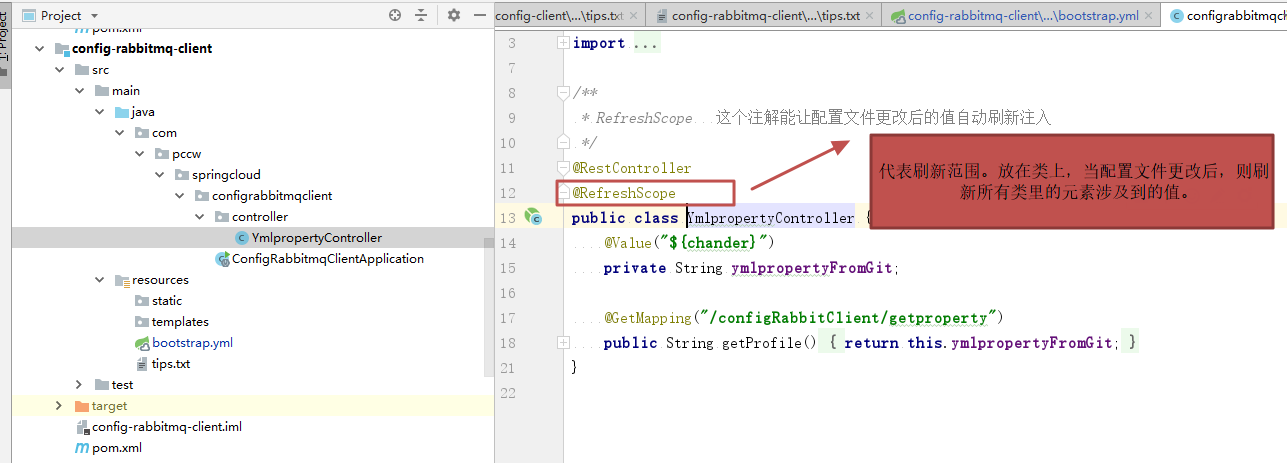 Project
config-client\...\tips.txt
config-rabbitmq-client\...\tips.txt
config-rabbitmq-client\...\bootstrap.yml
1: Project
pom.xml
config-rabbitmq-client
src
main
java
com
pccw
springcloud
configrabbitmqclient
controller
YmlpropertyController
ConfigRabbitmqClientApplication
resources
static
templates
bootstrap.yml
tips.txt
test
target
config-rabbitmq-client.iml
pom.xml
3 import ...
7
8 /**
9 * RefreshScope 这个注解能让配置文件更改后的值自动刷新注入
10 */
11 @RestController
12 @RefreshScope
13 public class YmlpropertyController {
14 @Value("${chander}")
15 private String ymlpropertyFromGit;
16
17 @GetMapping("/configRabbitClient/getproperty")
18 public String getProfile() { return this.ymlpropertyFromGit; }
21 }
22
代表刷新范围。放在类上，当配置文件更改后，则刷
新所有类里的元素涉及到的值。